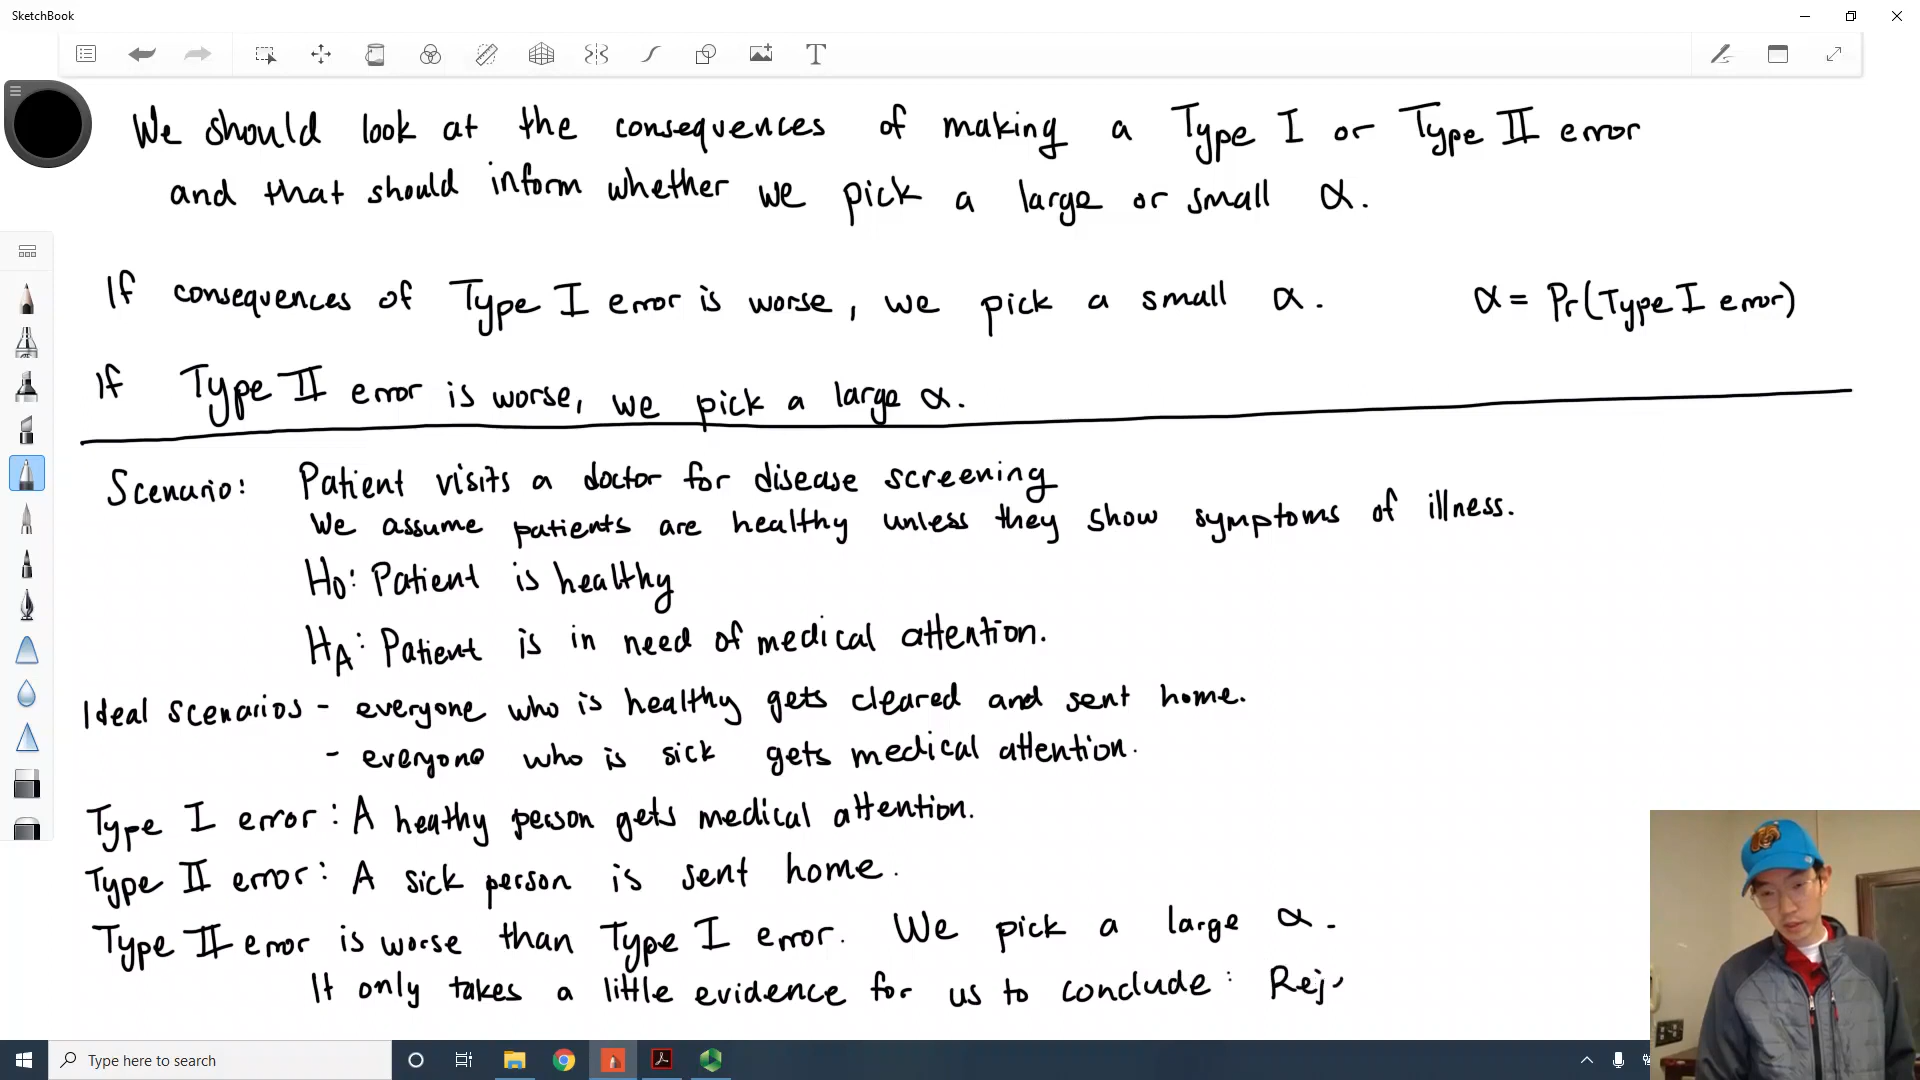 SketchBook
We should look at the consequences of making a Type I or Type II error
and that should inform whether we pick a large or small α.
If consequences of Type I error is worse, we pick a small α. α = Pr(Type I error)
If Type II error is worse, we pick a large α.
Scenario: Patient visits a doctor for disease screening
We assume patients are healthy unless they show symptoms of illness.
H0: Patient is healthy
HA: Patient is in need of medical attention.
Ideal Scenarios - everyone who is healthy gets cleared and sent home.
- everyone who is sick gets medical attention.
Type I error: A heathy person gets medical attention.
Type II error: A sick person is sent home.
Type II error is worse than Type I error. We pick a large α.
It only takes a little evidence for us to conclude: Rej
Type here to search